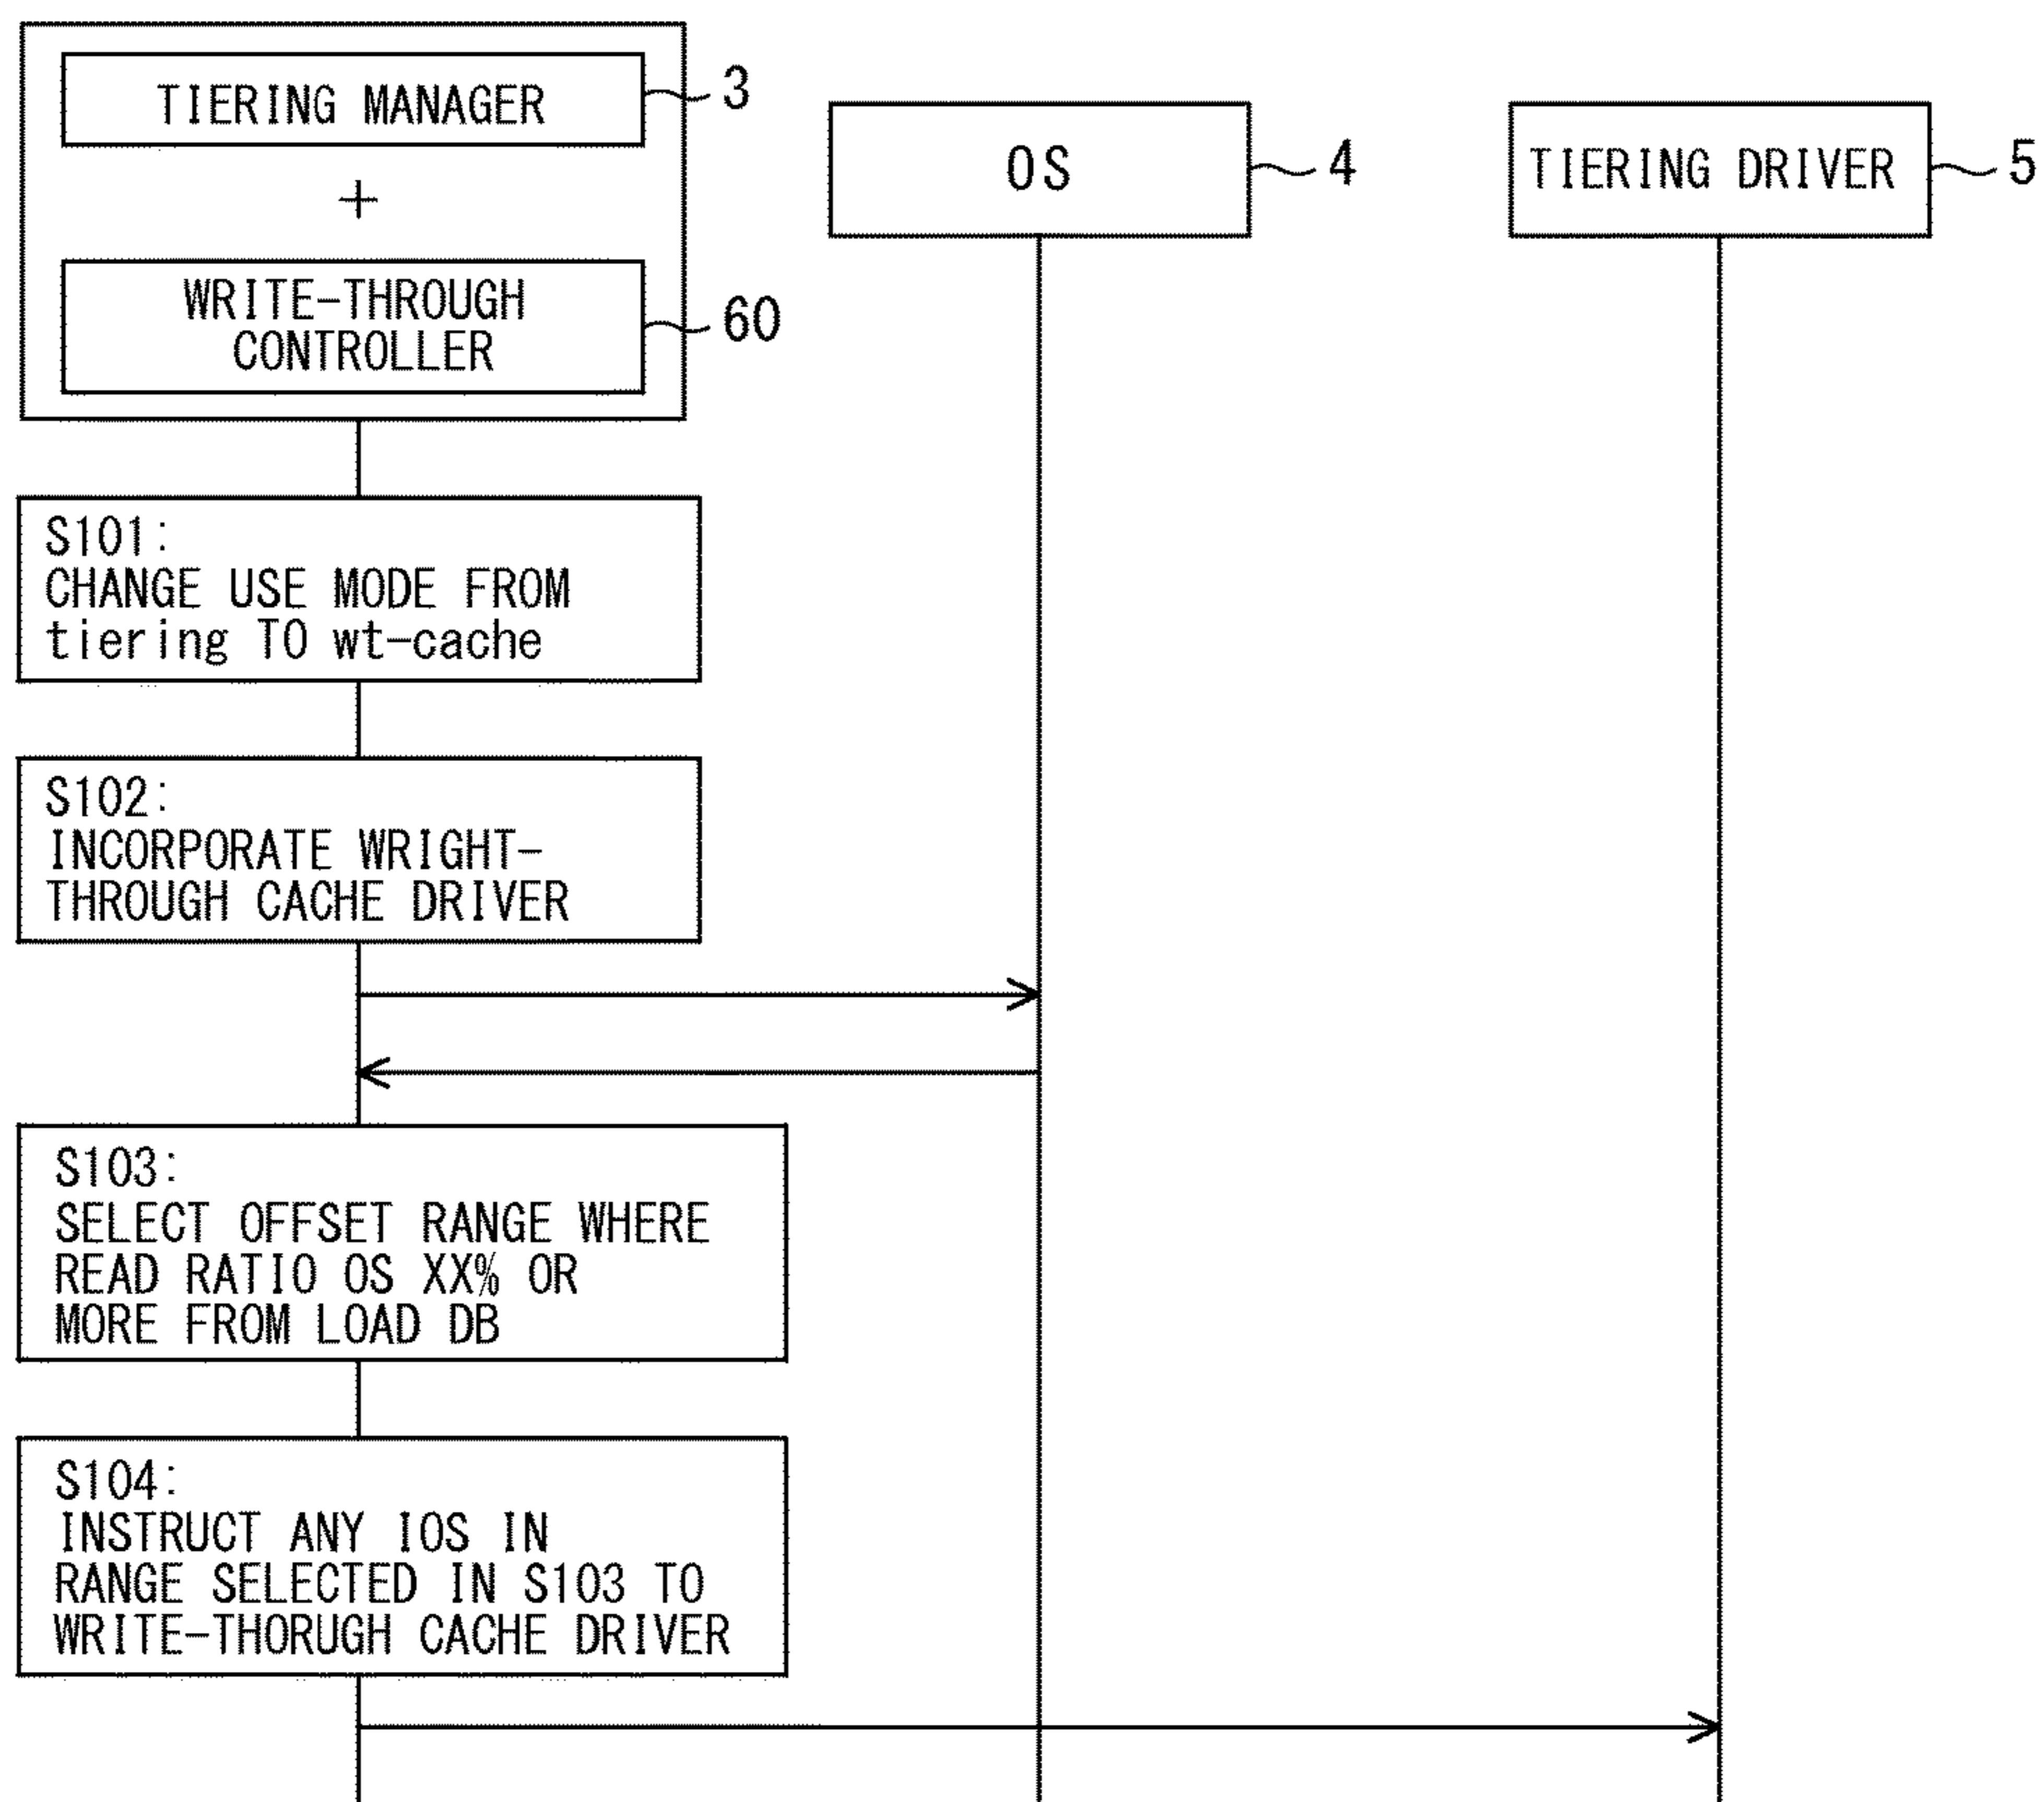 TIERING MANAGER
3
+
WRITE-THROUGH
CONTROLLER
60
OS
4
TIERING DRIVER
5
S101:
CHANGE USE MODE FROM
tiering TO wt-cache
S102:
INCORPORATE WRIGHT-
THROUGH CACHE DRIVER
S103:
SELECT OFFSET RANGE WHERE
READ RATIO OS XX% OR
MORE FROM LOAD DB
S104:
INSTRUCT ANY IOS IN
RANGE SELECTED IN S103 TO
WRITE-THORUGH CACHE DRIVER